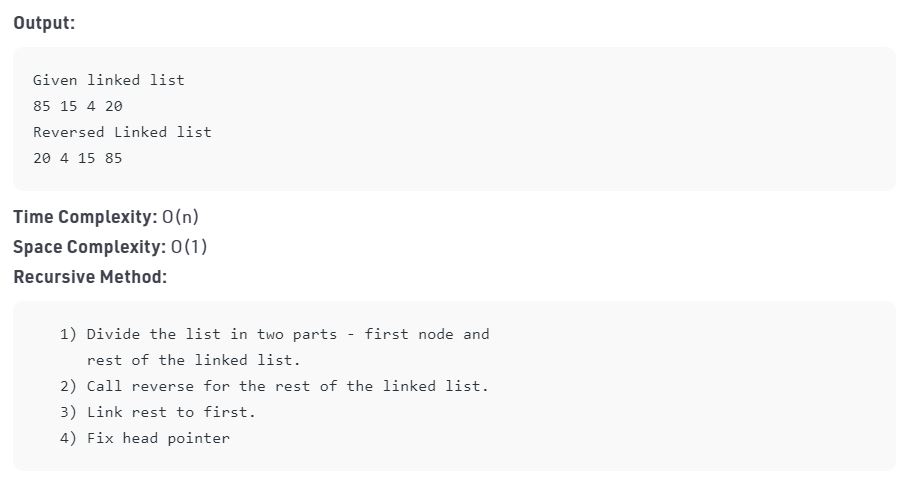 Output:
Given linked list
85 15 4 20
Reversed Linked list
20 4 15 85
Time Complexity: O(n)
Space Complexity: O(1)
Recursive Method:
1) Divide the list in two parts - first node and
rest of the linked list.
2) Call reverse for the rest of the linked list.
3) Link rest to first.
4) Fix head pointer